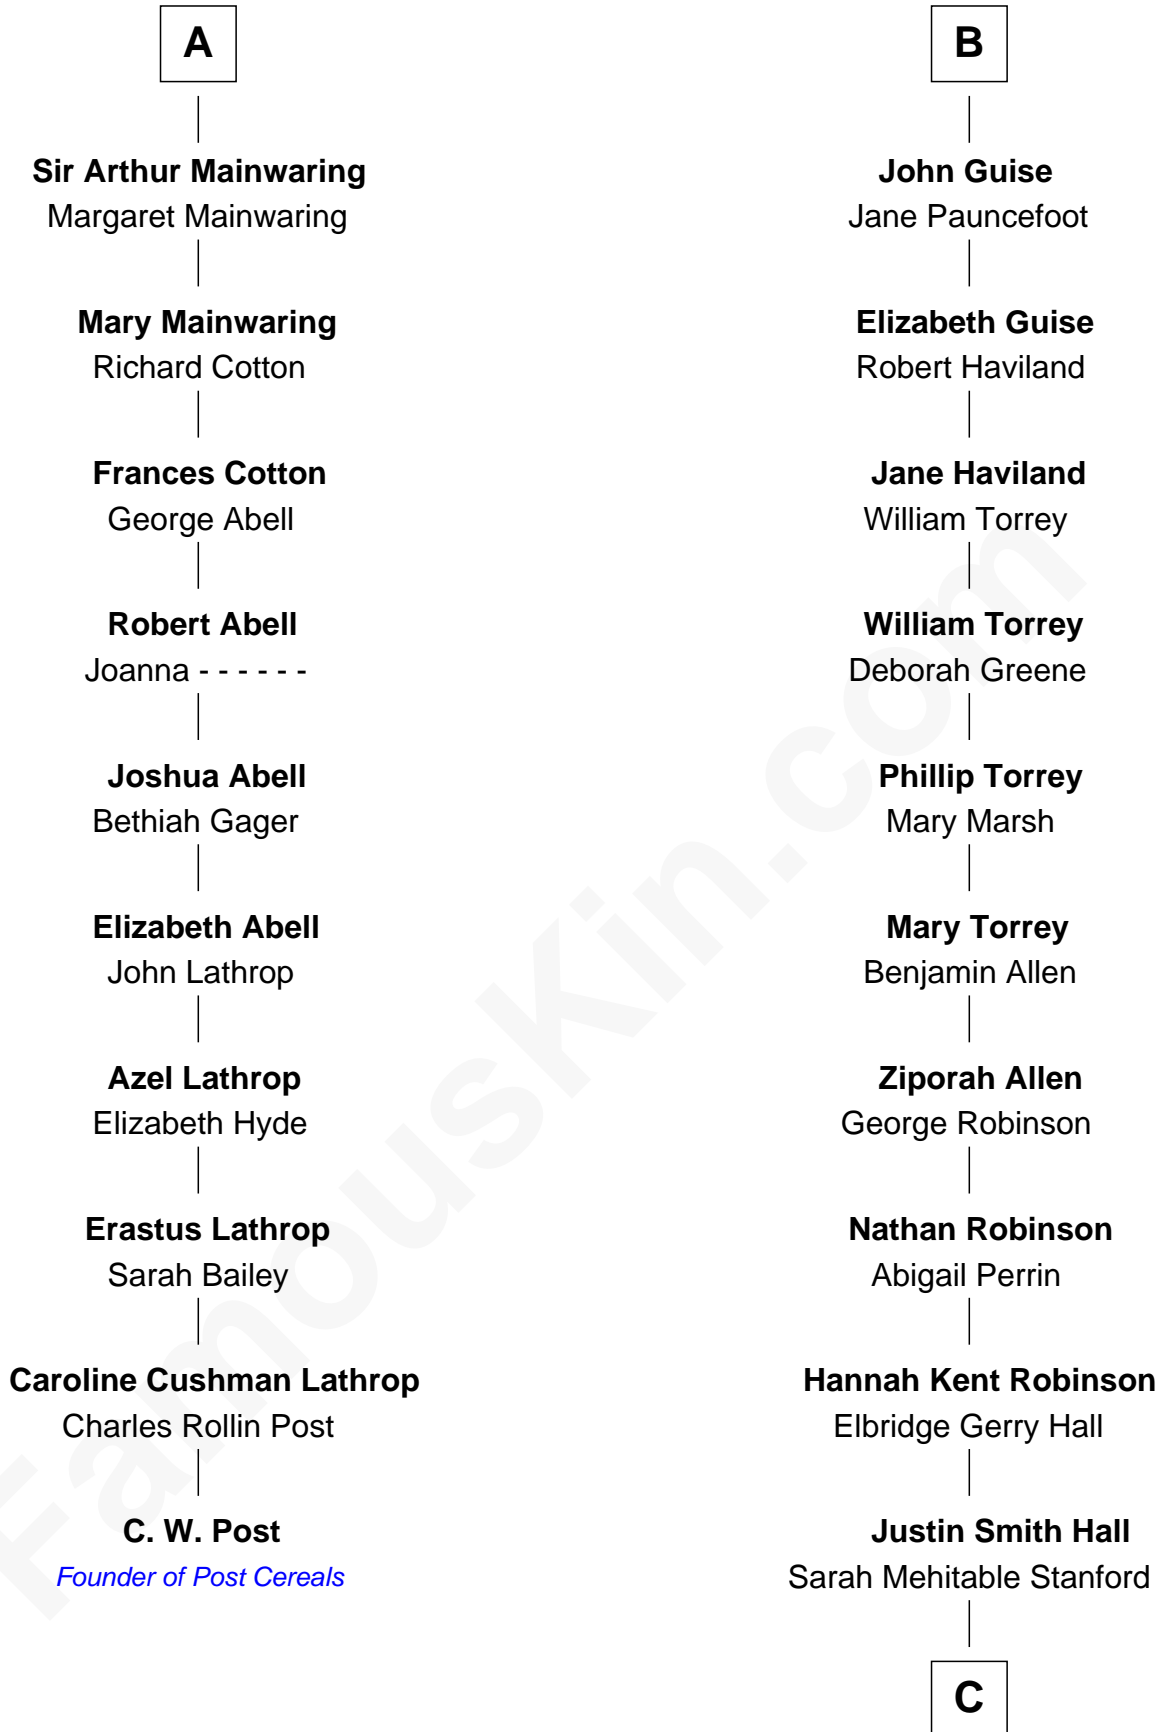 A
Sir Arthur Mainwaring
Margaret Mainwaring
Mary Mainwaring
Richard Cotton
Frances Cotton
George Abell
Robert Abell
Joanna - - - - - -
Joshua Abell
Bethiah Gager
Elizabeth Abell
John Lathrop
Azel Lathrop
Elizabeth Hyde
Erastus Lathrop
Sarah Bailey
Caroline Cushman Lathrop
Charles Rollin Post
C. W. Post
Founder of Post Cereals
B
John Guise
Jane Pauncefoot
Elizabeth Guise
Robert Haviland
Jane Haviland
William Torrey
William Torrey
Deborah Greene
Phillip Torrey
Mary Marsh
Mary Torrey
Benjamin Allen
Ziporah Allen
George Robinson
Nathan Robinson
Abigail Perrin
Hannah Kent Robinson
Elbridge Gerry Hall
Justin Smith Hall
Sarah Mehitable Stanford
C
FamousKin.com